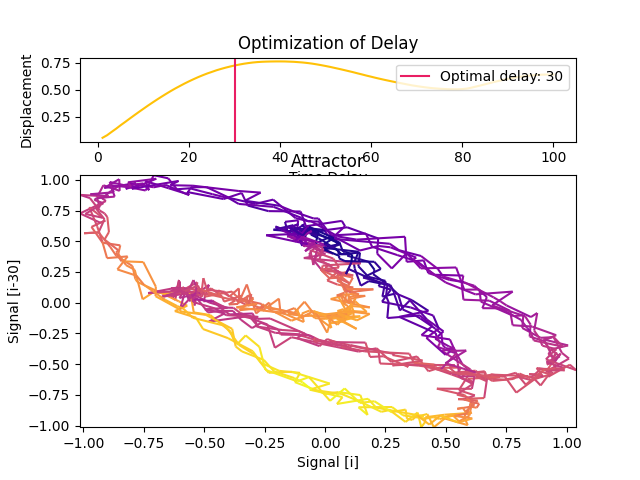 Optimization of Delay
Displacement
0.75
0.50
0.25
Optimal delay: 30
0 20 40 60 80 100
Time Delay
Attractor
Signal [i-30]
1.00
0.75
0.50
0.25
0.00
−0.25
−0.50
−0.75
−1.00
−1.00 −0.75 −0.50 −0.25 0.00 0.25 0.50 0.75 1.00
Signal [i]